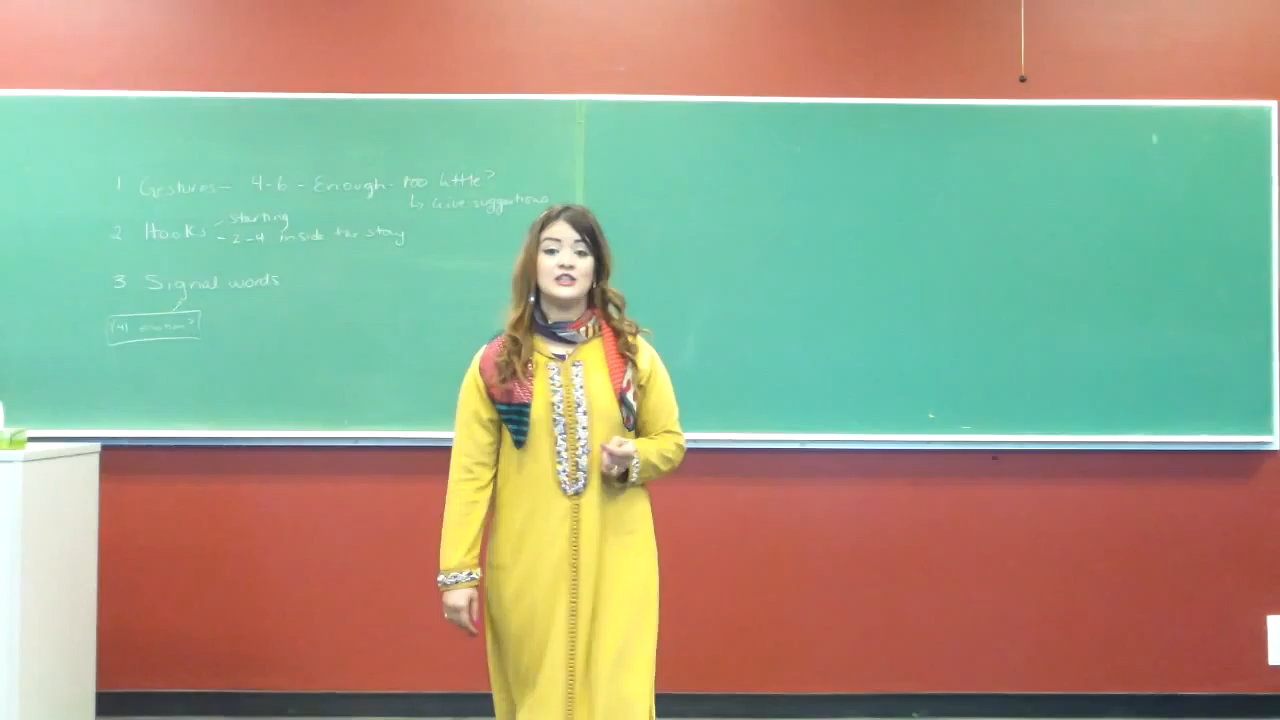 1 Gestures - 4-6 - Enough - too little?
↳ Give suggestions
2 Hooks - starting
- 2-4 inside the story
3 Signal words